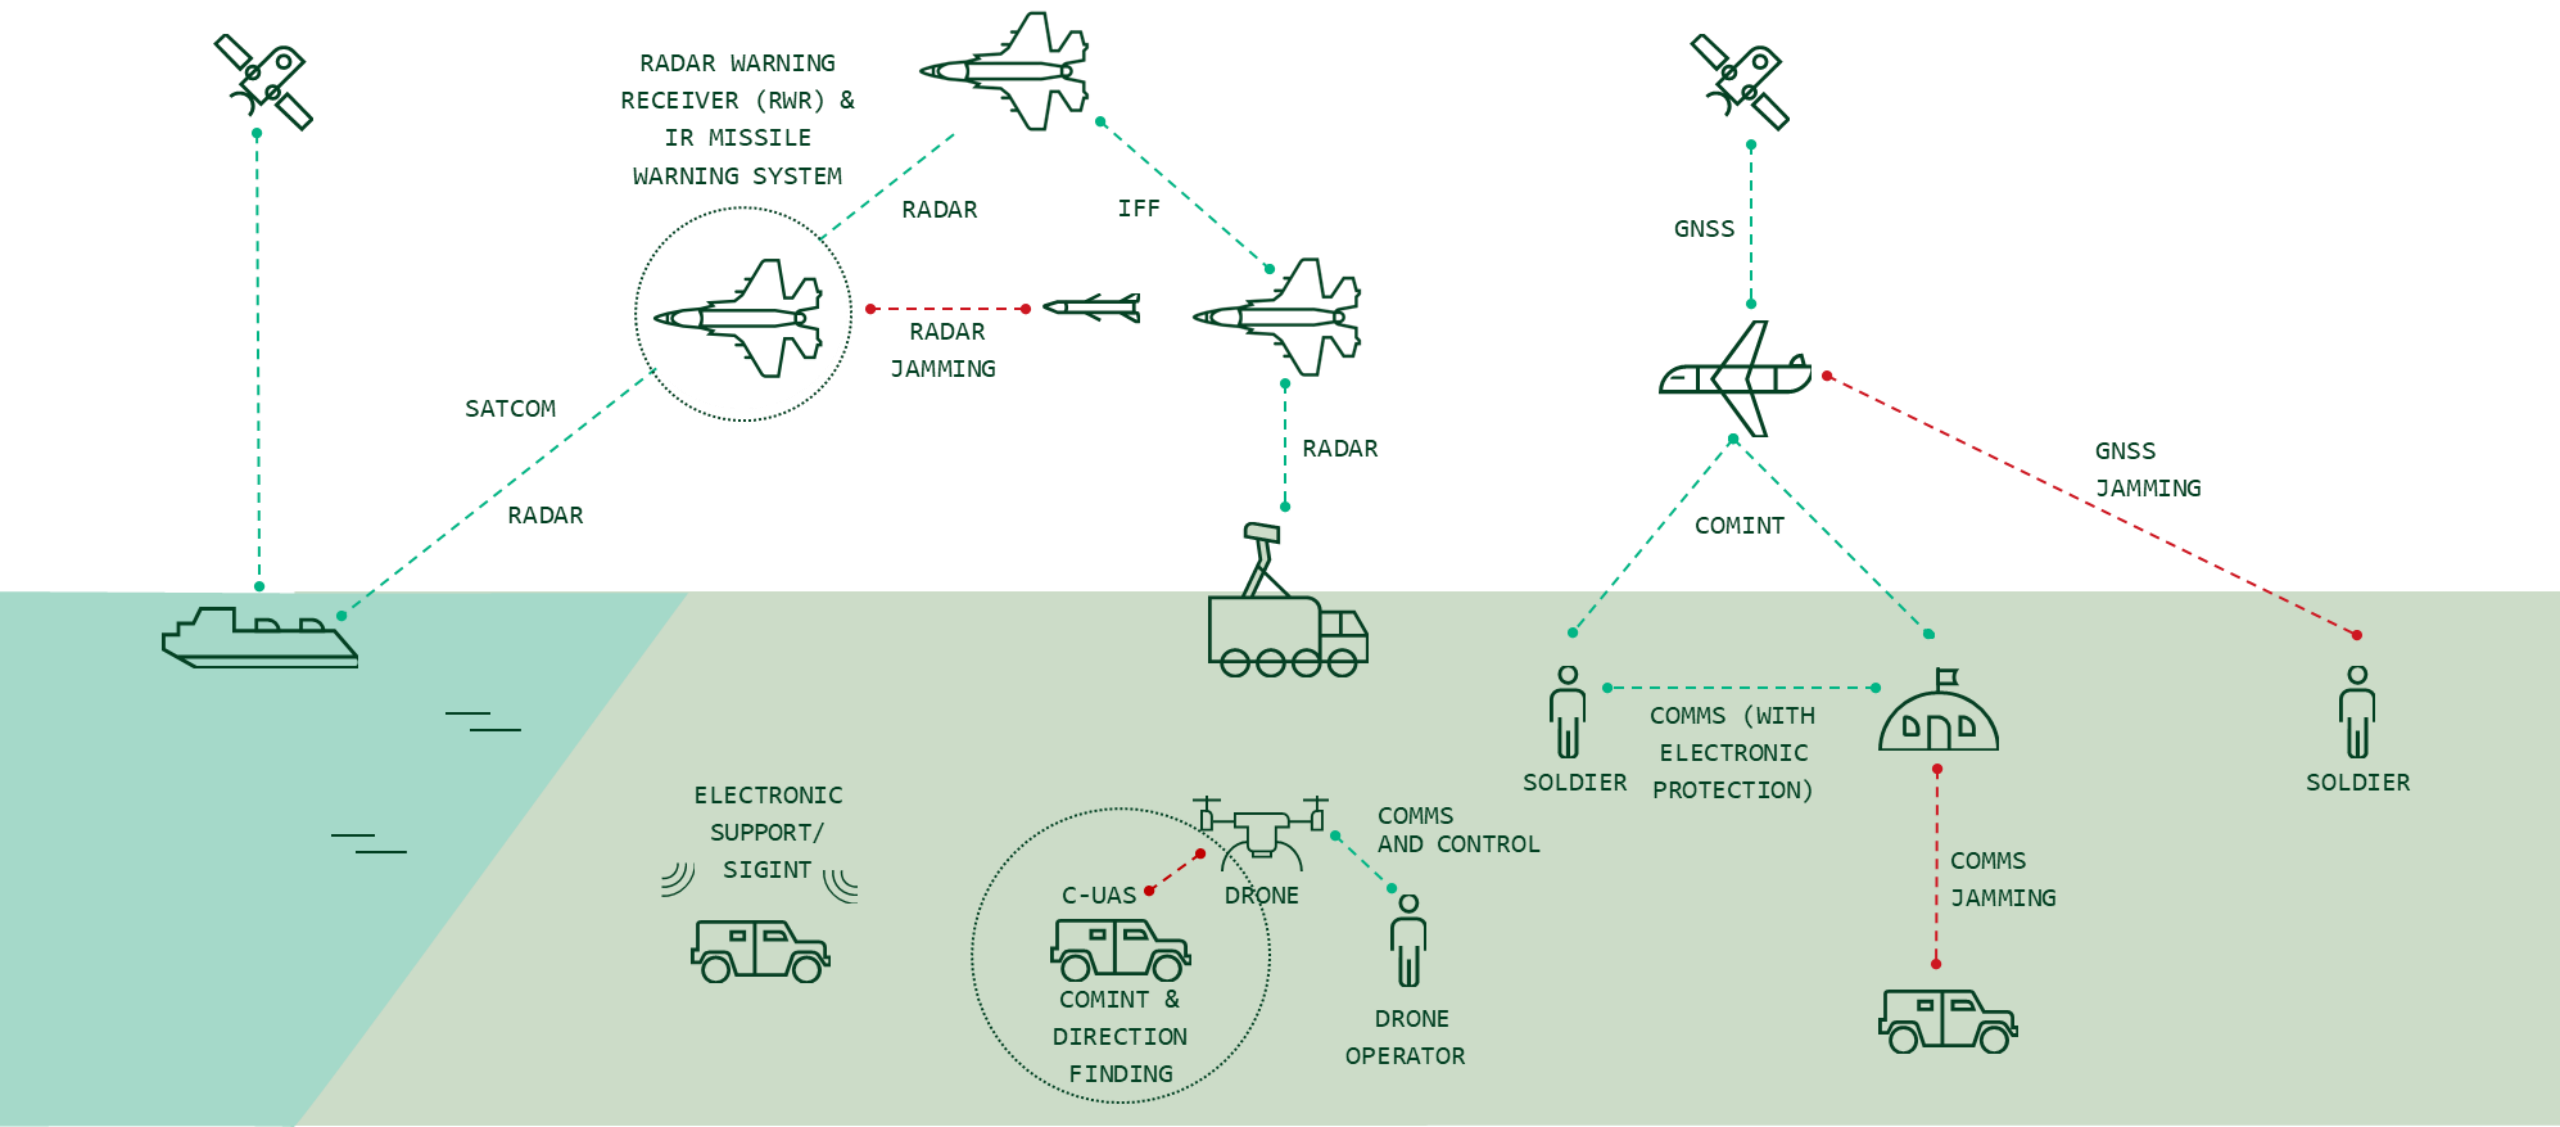 RADAR WARNING
RECEIVER (RWR) &
IR MISSILE
WARNING SYSTEM
RADAR
IFF
GNSS
RADAR
JAMMING
SATCOM
RADAR
RADAR
GNSS
JAMMING
COMINT
COMMS (WITH
ELECTRONIC
PROTECTION)
SOLDIER
SOLDIER
ELECTRONIC
SUPPORT/
SIGINT
C-UAS
DRONE
COMMS
AND CONTROL
COMINT &
DIRECTION
FINDING
DRONE
OPERATOR
COMMS
JAMMING